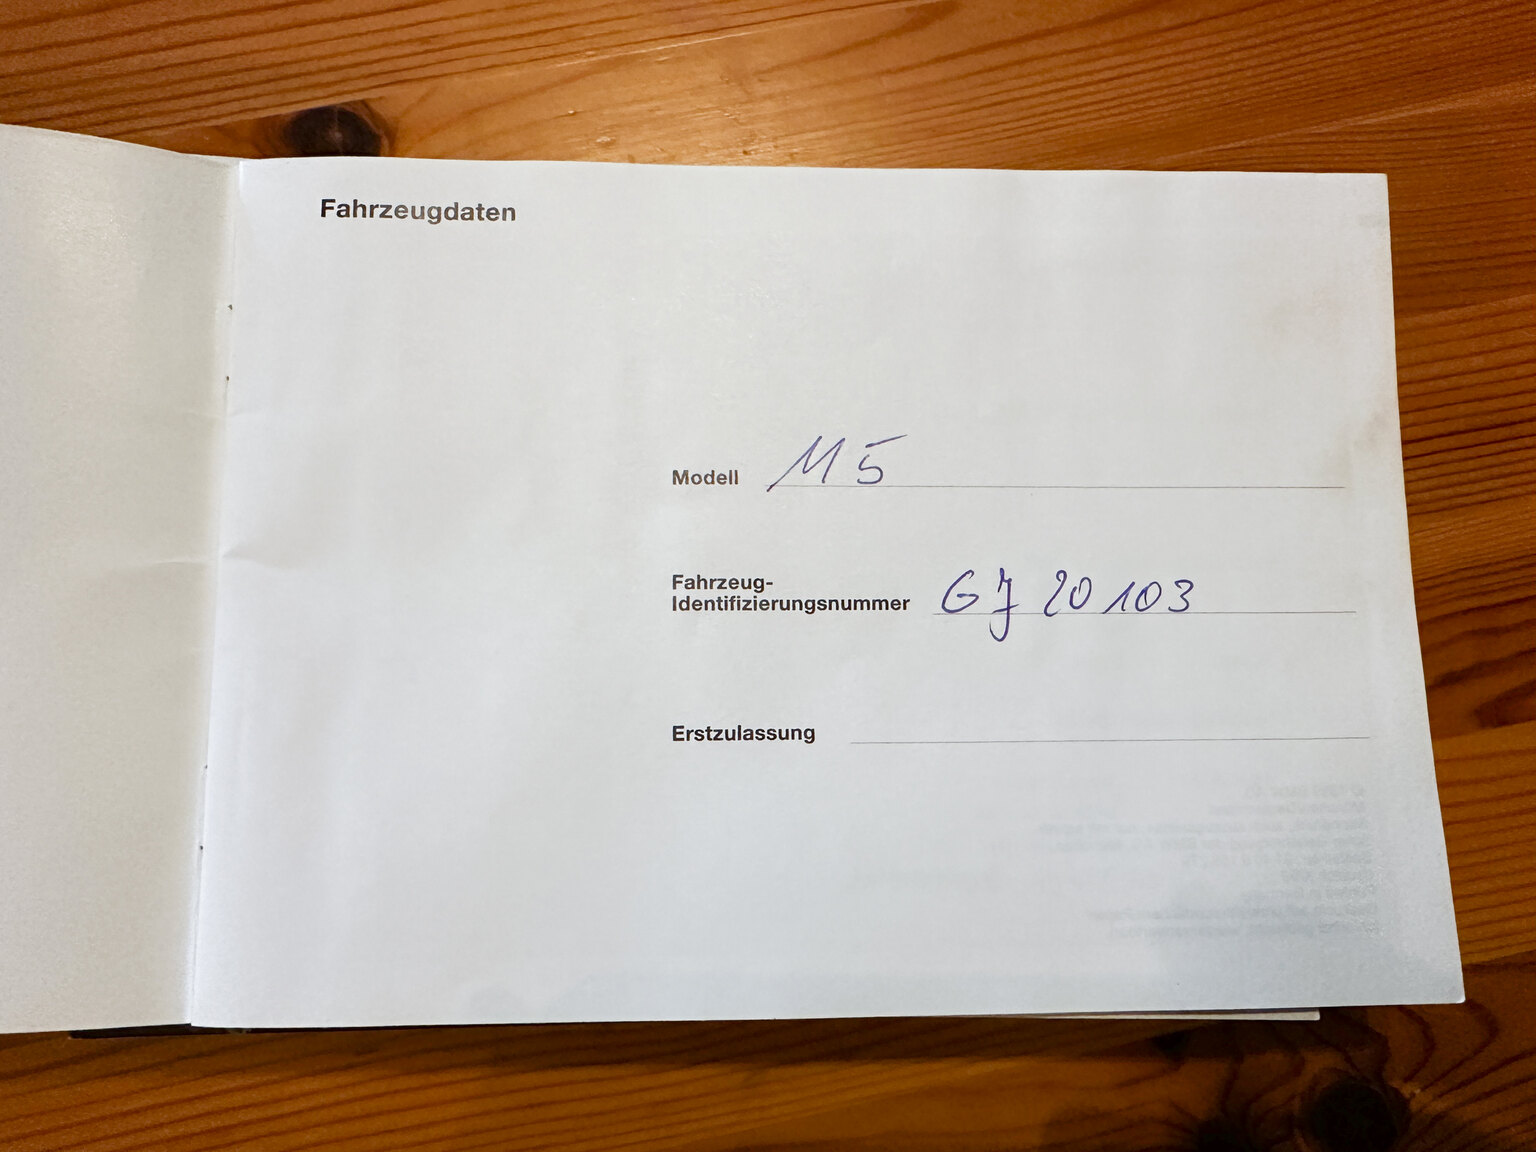 Fahrzeugdaten
Modell M5
Fahrzeug-
Identifizierungsnummer GJ 20103
Erstzulassung